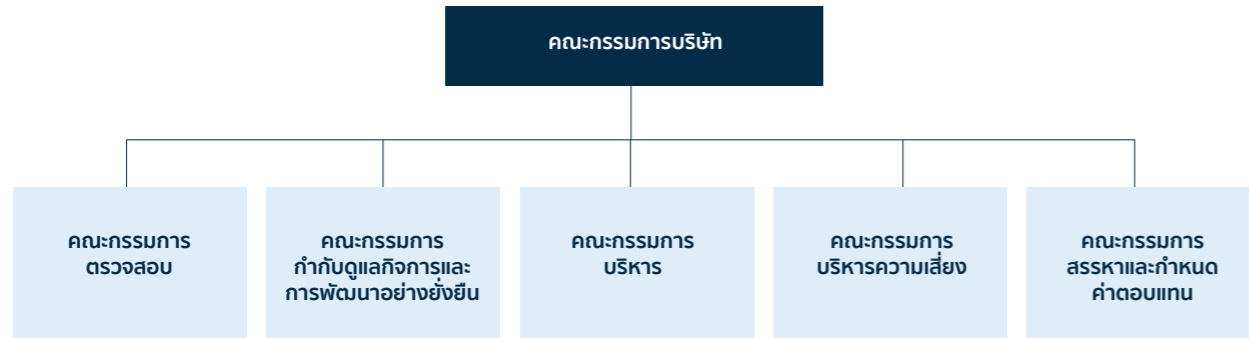 คณะกรรมการบริษัท
คณะกรรมการ
ตรวจสอบ
คณะกรรมการ
กำกับดูแลกิจการและ
การพัฒนาอย่างยั่งยืน
คณะกรรมการ
บริหาร
คณะกรรมการ
บริหารความเสี่ยง
คณะกรรมการ
สรรหาและกำหนด
ค่าตอบแทน